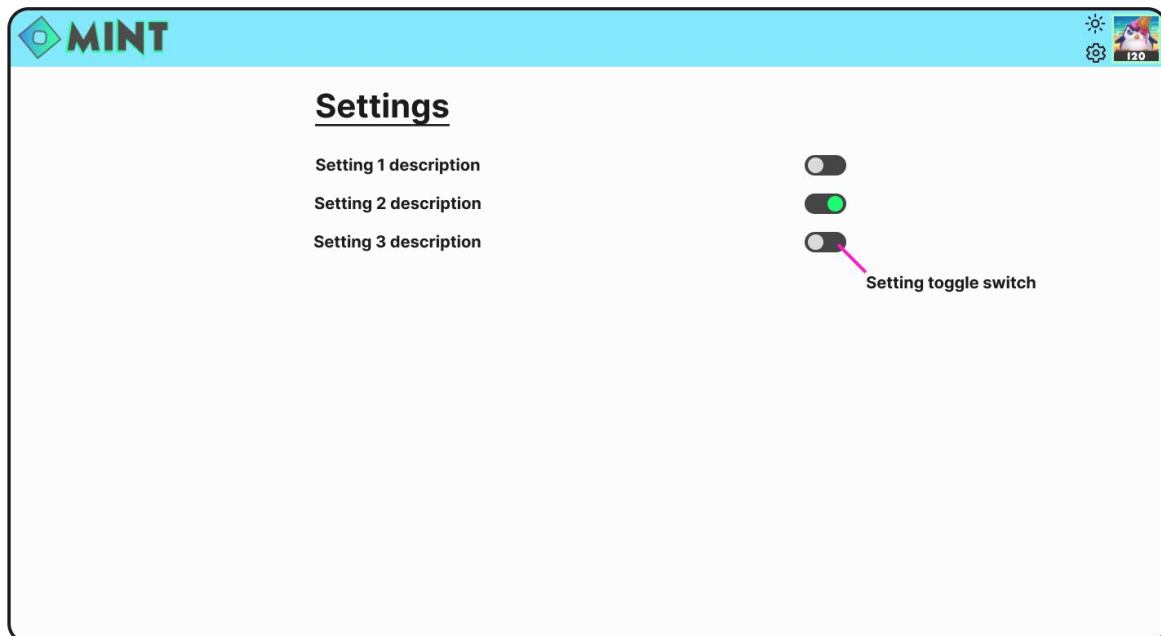 MINT
120
Settings
Setting 1 description
Setting 2 description
Setting 3 description
Setting toggle switch